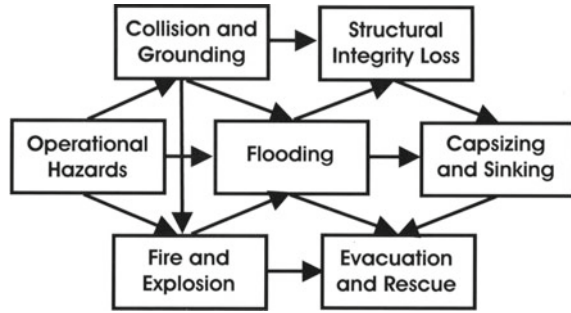 Collision and
Grounding
Structural
Integrity Loss
Operational
Hazards
Flooding
Capsizing
and Sinking
Fire and
Explosion
Evacuation
and Rescue